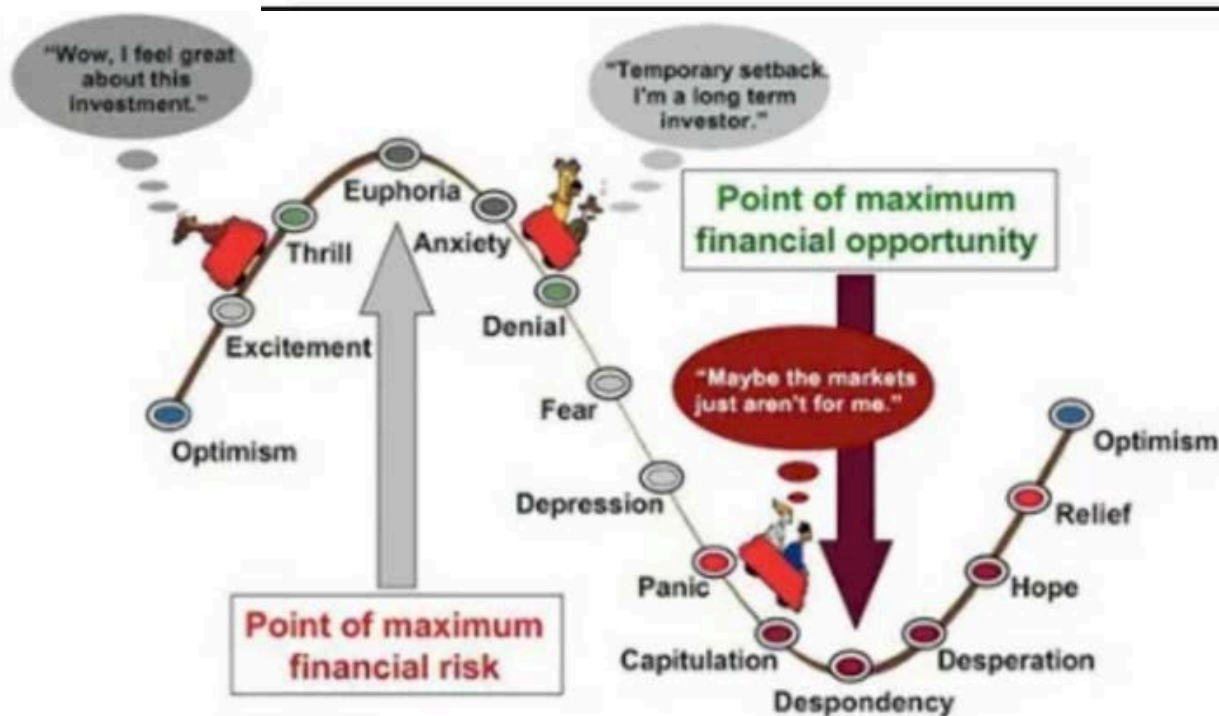 "Wow, I feel great
about this
investment."
"Temporary setback.
I'm a long term
investor."
Euphoria
Thrill
Anxiety
Point of maximum
financial opportunity
Excitement
Denial
"Maybe the markets
just aren't for me."
Fear
Optimism
Optimism
Depression
Relief
Panic
Hope
Point of maximum
financial risk
Capitulation
Desperation
Despondency